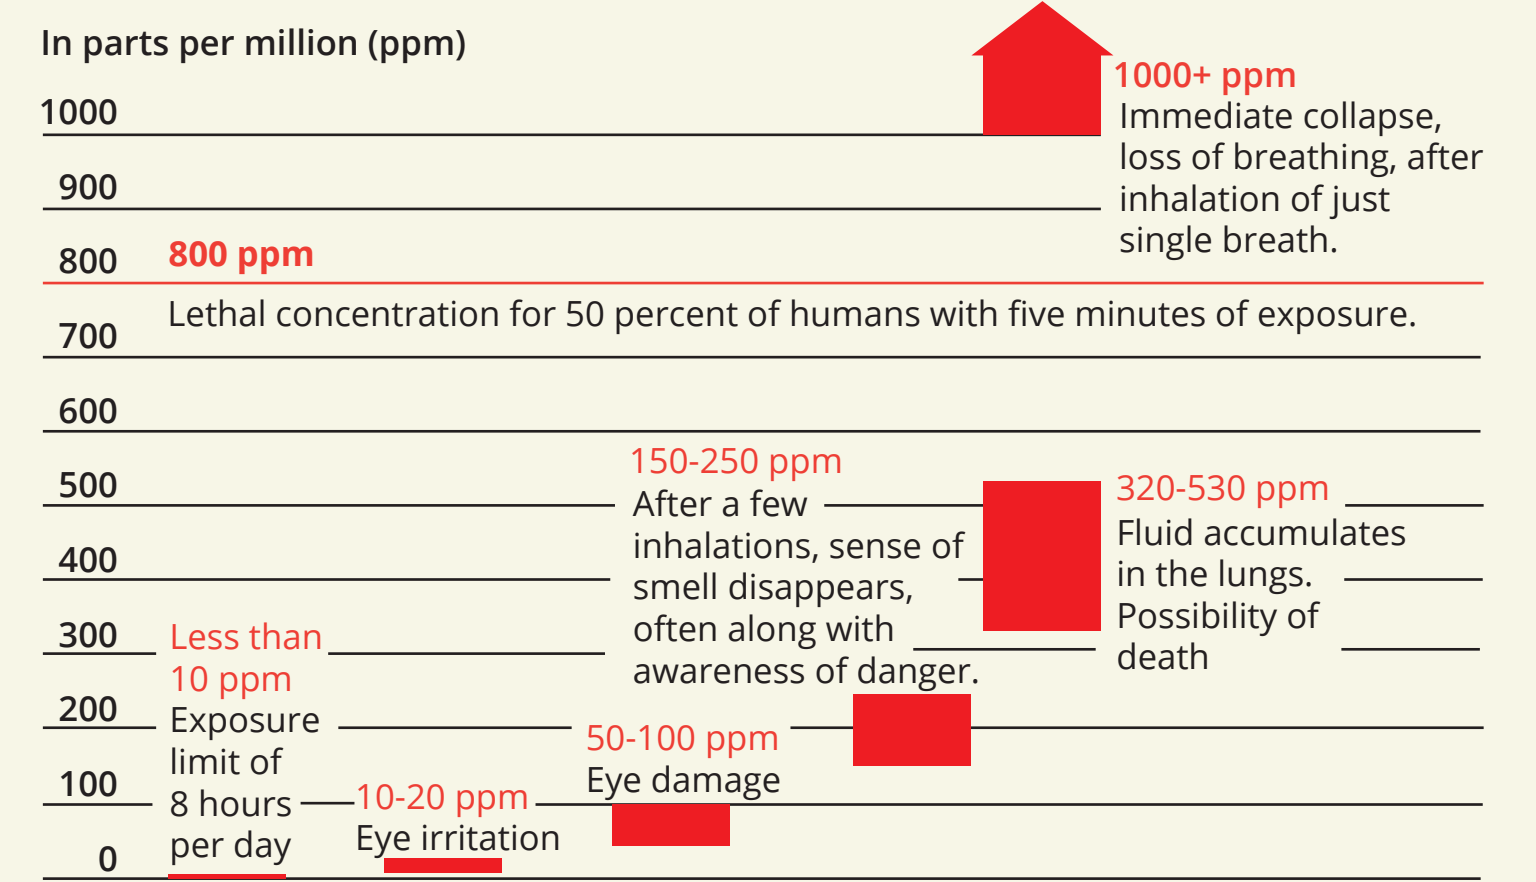 In parts per million (ppm)
1000
900
800
700
600
500
400
300
200
100
0
1000+ ppm
Immediate collapse,
loss of breathing, after
inhalation of just
single breath.
800 ppm
Lethal concentration for 50 percent of humans with five minutes of exposure.
150-250 ppm
After a few
inhalations, sense of
smell disappears,
often along with
awareness of danger.
320-530 ppm
Fluid accumulates
in the lungs.
Possibility of
death
Less than
10 ppm
Exposure
limit of
8 hours
per day
10-20 ppm
Eye irritation
50-100 ppm
Eye damage